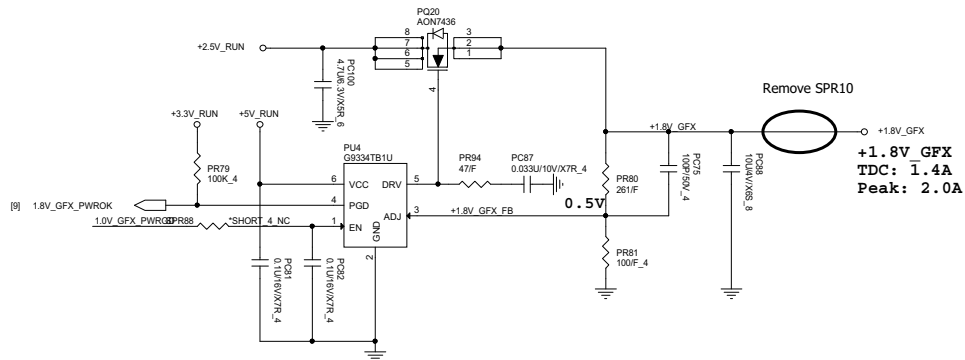 PQ20
AON7436
+2.5V_RUN
8
7
6
5
3
2
1
4
PC100
4.7U/6.3V/X5R_6
Remove SPR10
+3.3V_RUN
+5V_RUN
+1.8V_GFX
+1.8V_GFX
+1.8V_GFX
TDC: 1.4A
Peak: 2.0A
PU4
G9334TB1U
PR79
100K_4
PR94
47/F
PC87
0.033U/10V/X7R_4
PR80
261/F
PC75
100P/50V_4
PC88
10U/4V/X6S_8
6
VCC
DRV
5
[9]
1.8V_GFX_PWROK
4
PGD
0.5V
1.0V_GFX_PWRGD
SPR88
*SHORT_4_NC
1
EN
ADJ
3
+1.8V_GFX_FB
GND
2
PR81
100/F_4
PC81
0.1U/16V/X7R_4
PC82
0.1U/16V/X7R_4